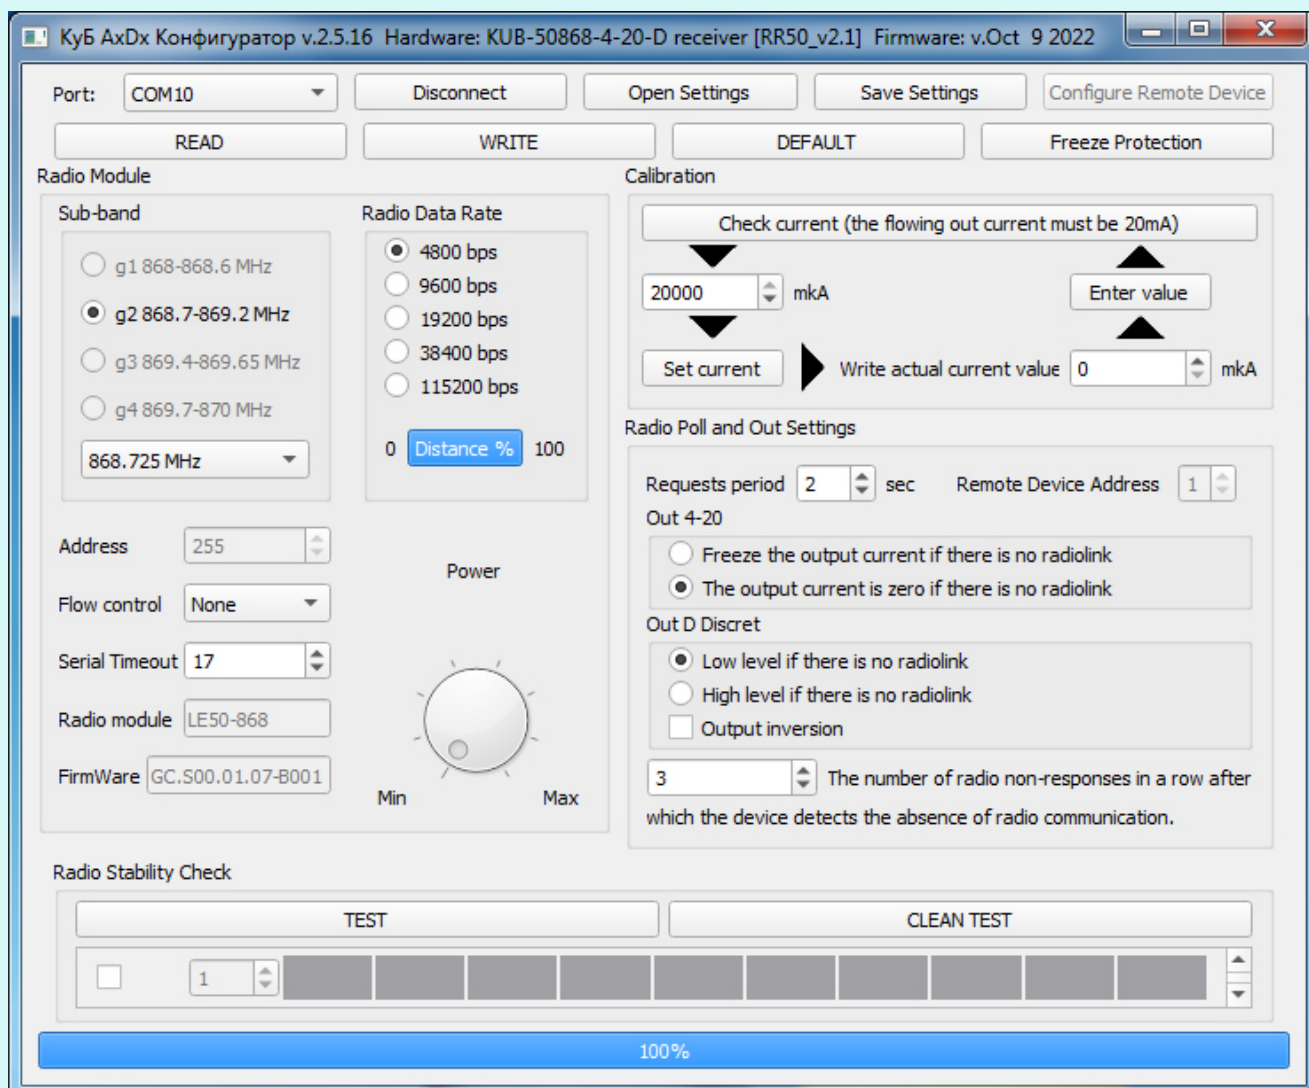 КуБ AxDx Конфигуратор v.2.5.16 Hardware: KUB-50868-4-20-D receiver [RR50_v2.1] Firmware: v.Oct 9 2022
Port: COM10 Disconnect Open Settings Save Settings Configure Remote Device
READ WRITE DEFAULT Freeze Protection
Radio Module
Sub-band
g1 868-868.6 MHz
g2 868.7-869.2 MHz
g3 869.4-869.65 MHz
g4 869.7-870 MHz
868.725 MHz
Radio Data Rate
4800 bps
9600 bps
19200 bps
38400 bps
115200 bps
0 Distance % 100
Address 255
Flow control None
Serial Timeout 17
Radio module LE50-868
FirmWare GC.S00.01.07-B001
Power
Min Max
Calibration
Check current (the flowing out current must be 20mA)
20000 mkA Enter value
Set current Write actual current value 0 mkA
Radio Poll and Out Settings
Requests period 2 sec Remote Device Address 1
Out 4-20
Freeze the output current if there is no radiolink
The output current is zero if there is no radiolink
Out D Discret
Low level if there is no radiolink
High level if there is no radiolink
Output inversion
3 The number of radio non-responses in a row after
which the device detects the absence of radio communication.
Radio Stability Check
TEST CLEAN TEST
1
100%